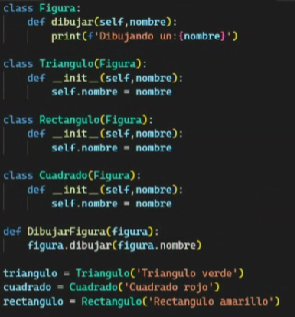 class Figura:
    def dibujar(self,nombre):
        print(f'Dibujando un:{nombre}')
class Triangulo(Figura):
    def __init__(self,nombre):
        self.nombre = nombre
class Rectangulo(Figura):
    def __init__(self,nombre):
        self.nombre = nombre
class Cuadrado(Figura):
    def __init__(self,nombre):
        self.nombre = nombre
def DibujarFigura(figura):
    figura.dibujar(figura.nombre)
triangulo = Triangulo('Triangulo verde')
cuadrado = Cuadrado('Cuadrado rojo')
rectangulo = Rectangulo('Rectangulo amarillo')